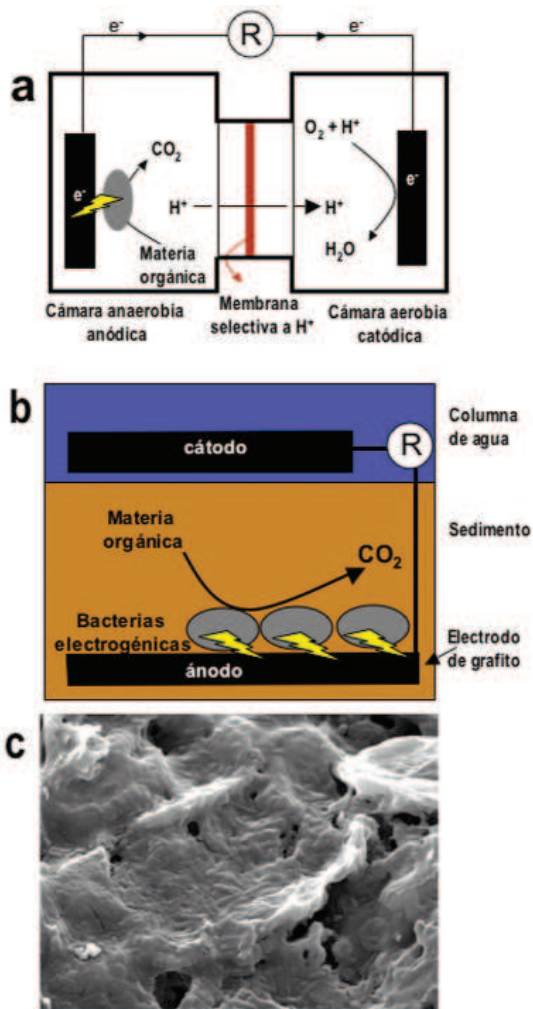 e-
R
e-
a
CO2
O2 + H+
e-
e-
H+
H+
H2O
Materia
orgánica
Cámara anaerobia
anódica
Membrana
selectiva a H+
Cámara aerobia
catódica
b
Columna
de agua
cátodo
R
Materia
orgánica
CO2
Sedimento
Bacterias
electrogénicas
Electrodo
de grafito
ánodo
c